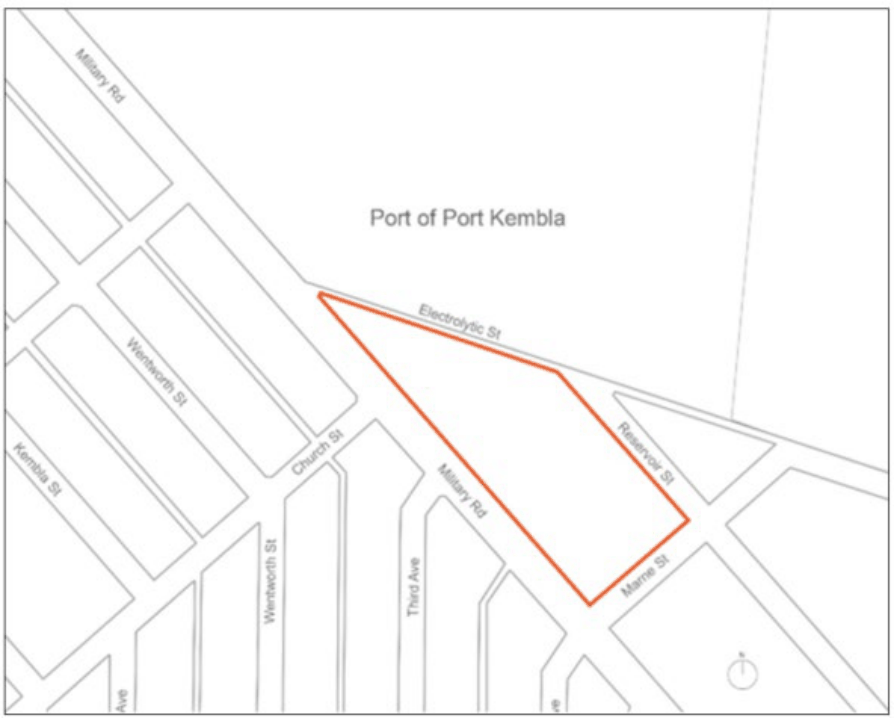 Military Rd
Port of Port Kembla
Electrolytic St
Wentworth St
Church St
Reservoir St
Kembla St
Military Rd
Wentworth St
Third Ave
Marne St
Ave